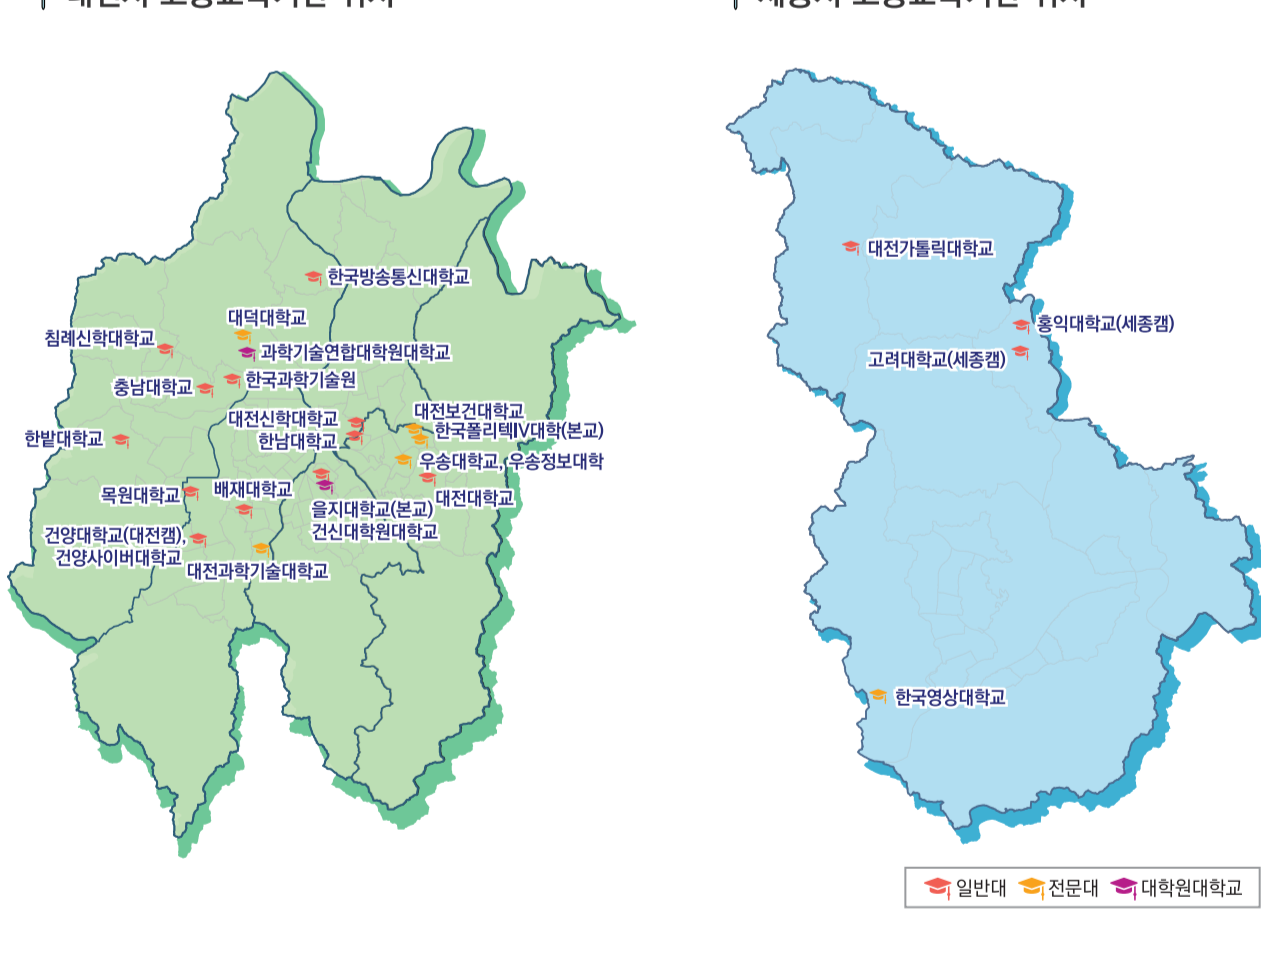 한국방송통신대학교
대덕대학교
침례신학대학교
과학기술연합대학원대학교
한국과학기술원
충남대학교
대전신학대학교
대전보건대학교
한남대학교
한국폴리텍IV대학(본교)
한밭대학교
우송대학교, 우송정보대학
목원대학교
배재대학교
대전대학교
을지대학교(본교)
건신대학원대학교
건양대학교(대전캠),
건양사이버대학교
대전과학기술대학교
대전가톨릭대학교
홍익대학교(세종캠)
고려대학교(세종캠)
한국영상대학교
일반대 전문대 대학원대학교